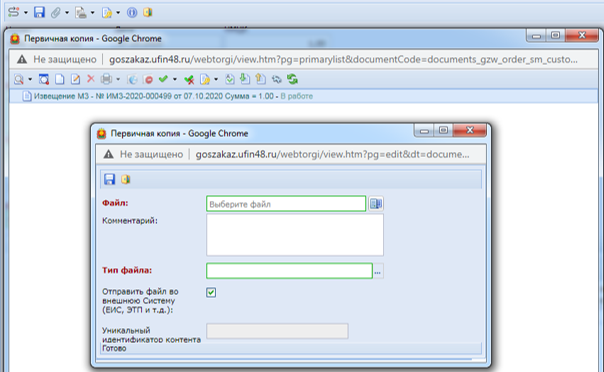 Первичная копия - Google Chrome
Не защищено | goszakaz.ufin48.ru/webtorgi/view.htm?pg=primarylist&documentCode=documents_gzw_order_sm_custo...
Извещение МЗ - № ИМЗ-2020-000499 от 07.10.2020 Сумма = 1.00 - В работе
Первичная копия - Google Chrome
Не защищено | goszakaz.ufin48.ru/webtorgi/view.htm?pg=edit&dt=docume...
Файл:
Выберите файл
Комментарий:
Тип файла:
...
Отправить файл во
внешнюю Систему
(ЕИС, ЭТП и т.д.):
Уникальный
идентификатор контента
Готово